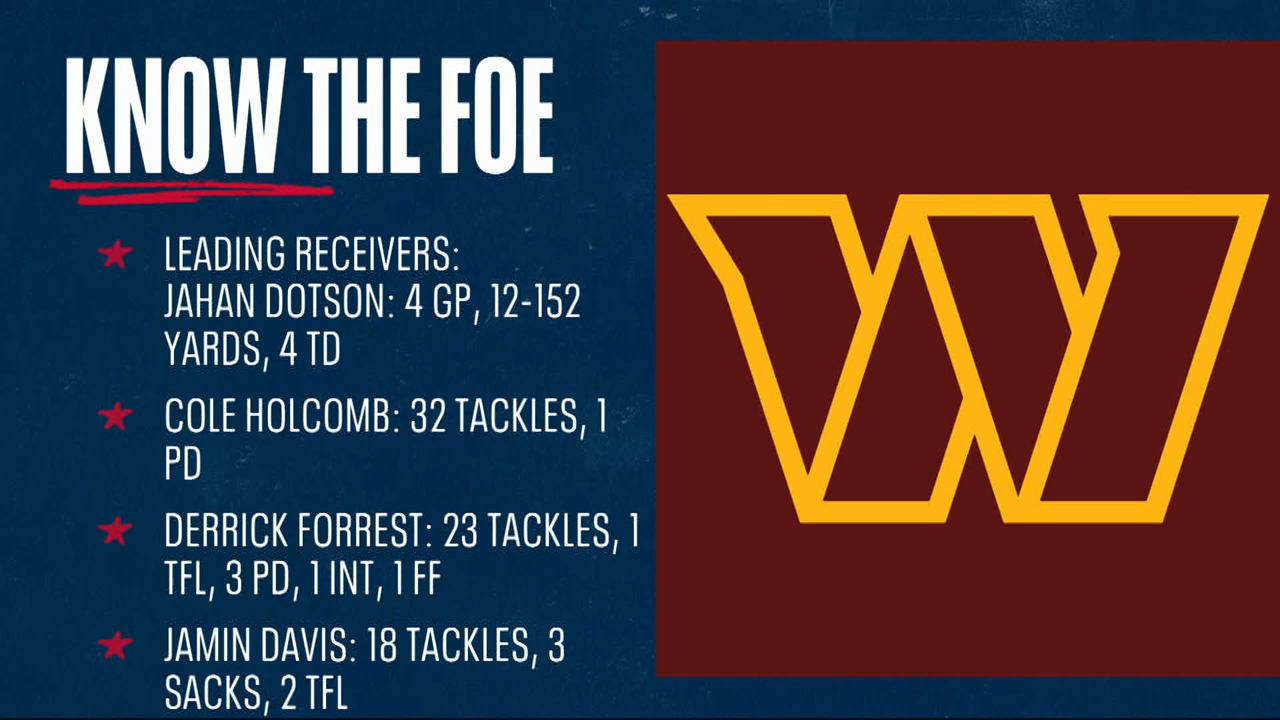 KNOW THE FOE
LEADING RECEIVERS:
JAHAN DOTSON: 4 GP, 12-152
YARDS, 4 TD
COLE HOLCOMB: 32 TACKLES, 1
PD
DERRICK FORREST: 23 TACKLES, 1
TFL, 3 PD, 1 INT, 1 FF
JAMIN DAVIS: 18 TACKLES, 3
SACKS, 2 TFL
W